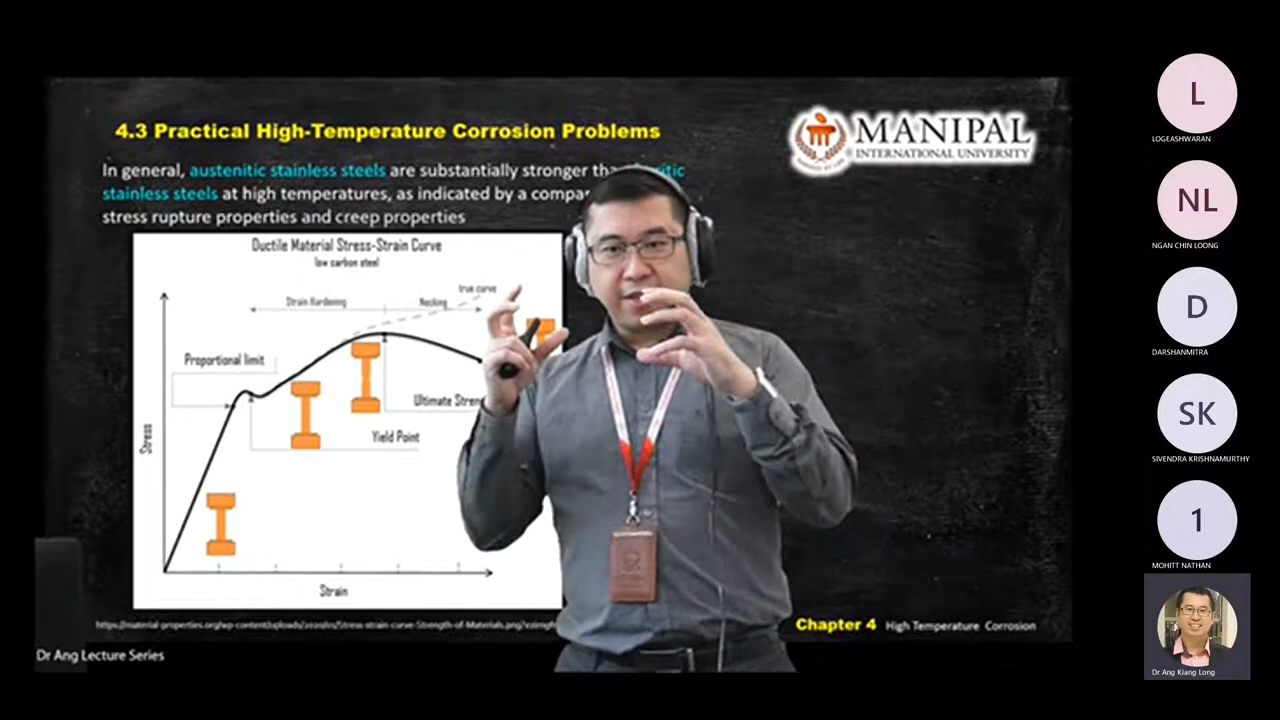 4.3 Practical High-Temperature Corrosion Problems
MANIPAL
INTERNATIONAL UNIVERSITY
In general, austenitic stainless steels are substantially stronger
stainless steels at high temperatures, as indicated by a
stress rupture properties and creep properties
Ductile Material Stress-Strain Curve
low carbon steel
true curve
Strain Hardening
Necking
Proportional limit
Ultimate
Yield Point
Stress
Strain
Chapter 4 High Temperature Corrosion
Dr Ang Lecture Series
L
LOGEASHWARAN
NL
NGAN CHIN LOONG
D
DARSHANMITRA
SK
SIVENDRA KRISHNAMURTHY
1
MOHITT NATHAN
Dr Ang Kiang Long